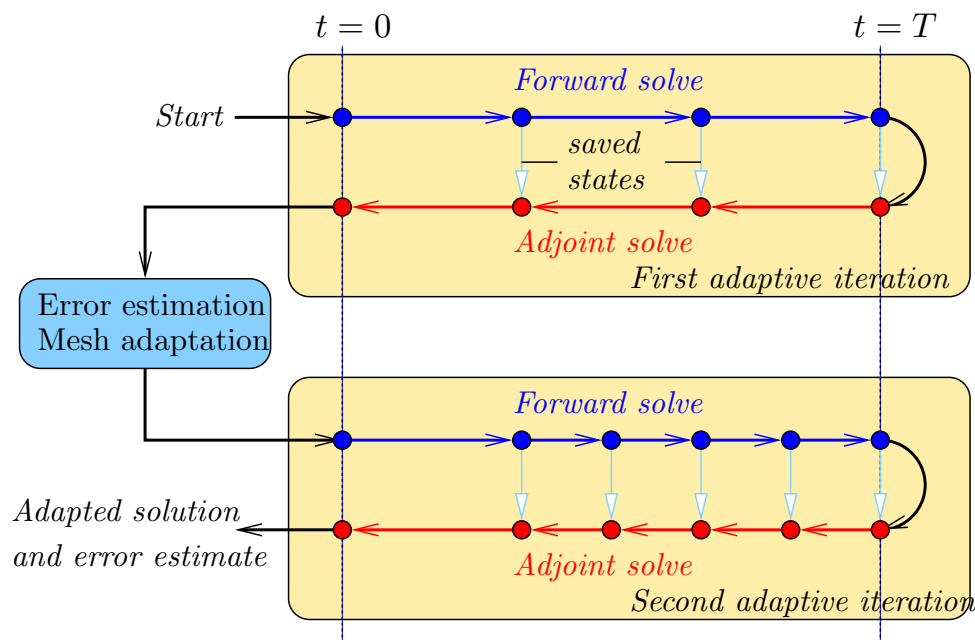 t = 0
t = T
Forward solve
Start
saved
states
Adjoint solve
First adaptive iteration
Error estimation
Mesh adaptation
Forward solve
Adapted solution
and error estimate
Adjoint solve
Second adaptive iteration